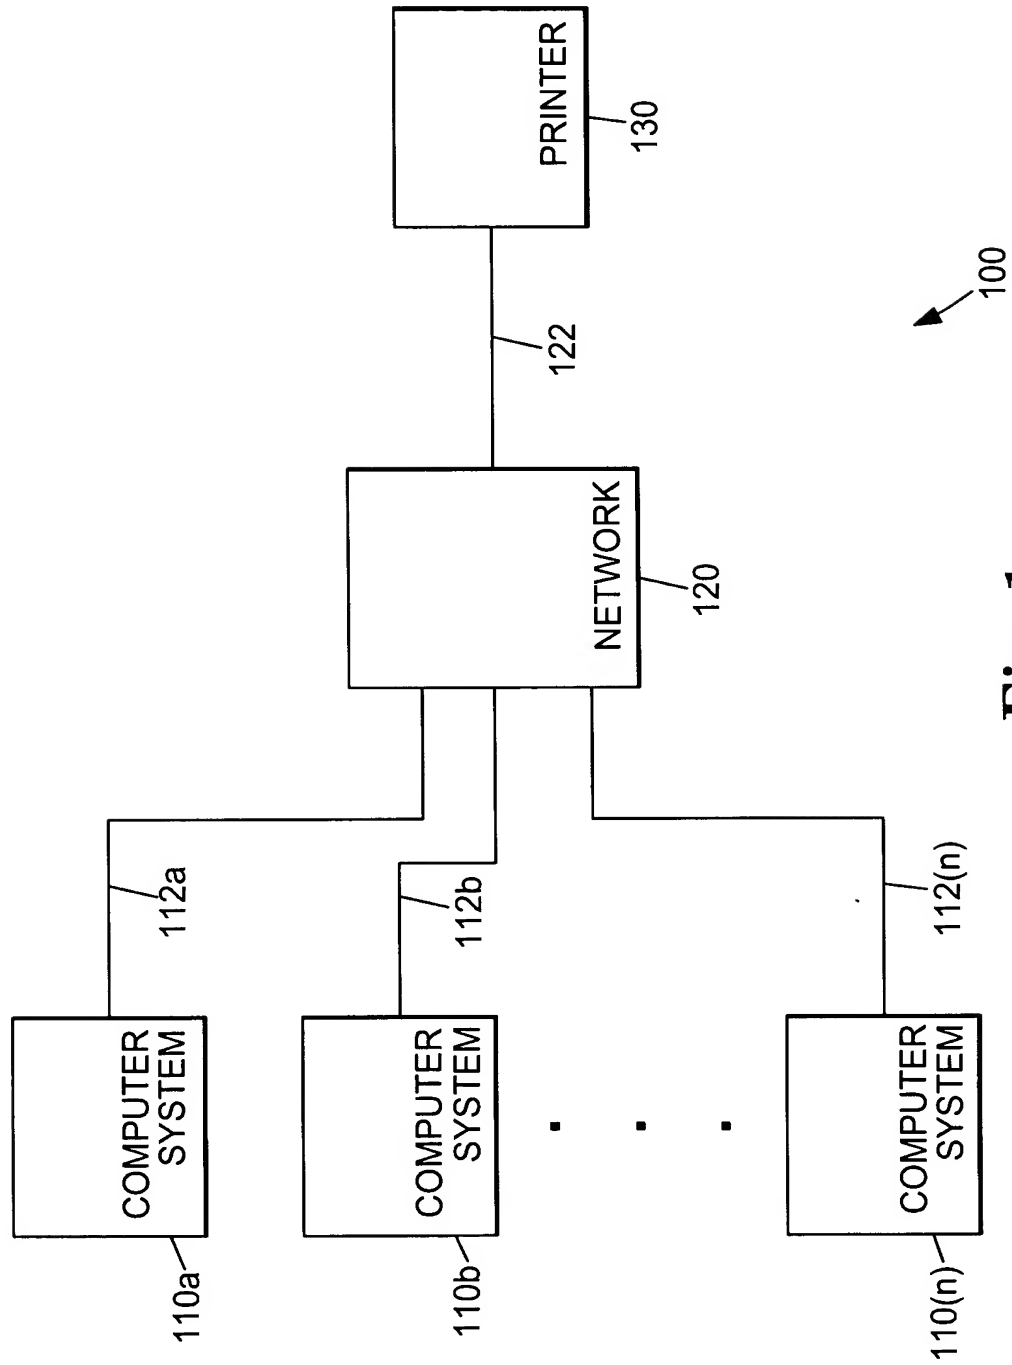 110a
COMPUTER
SYSTEM
112a
110b
COMPUTER
SYSTEM
112b
110(n)
COMPUTER
SYSTEM
112(n)
NETWORK
120
122
PRINTER
130
100